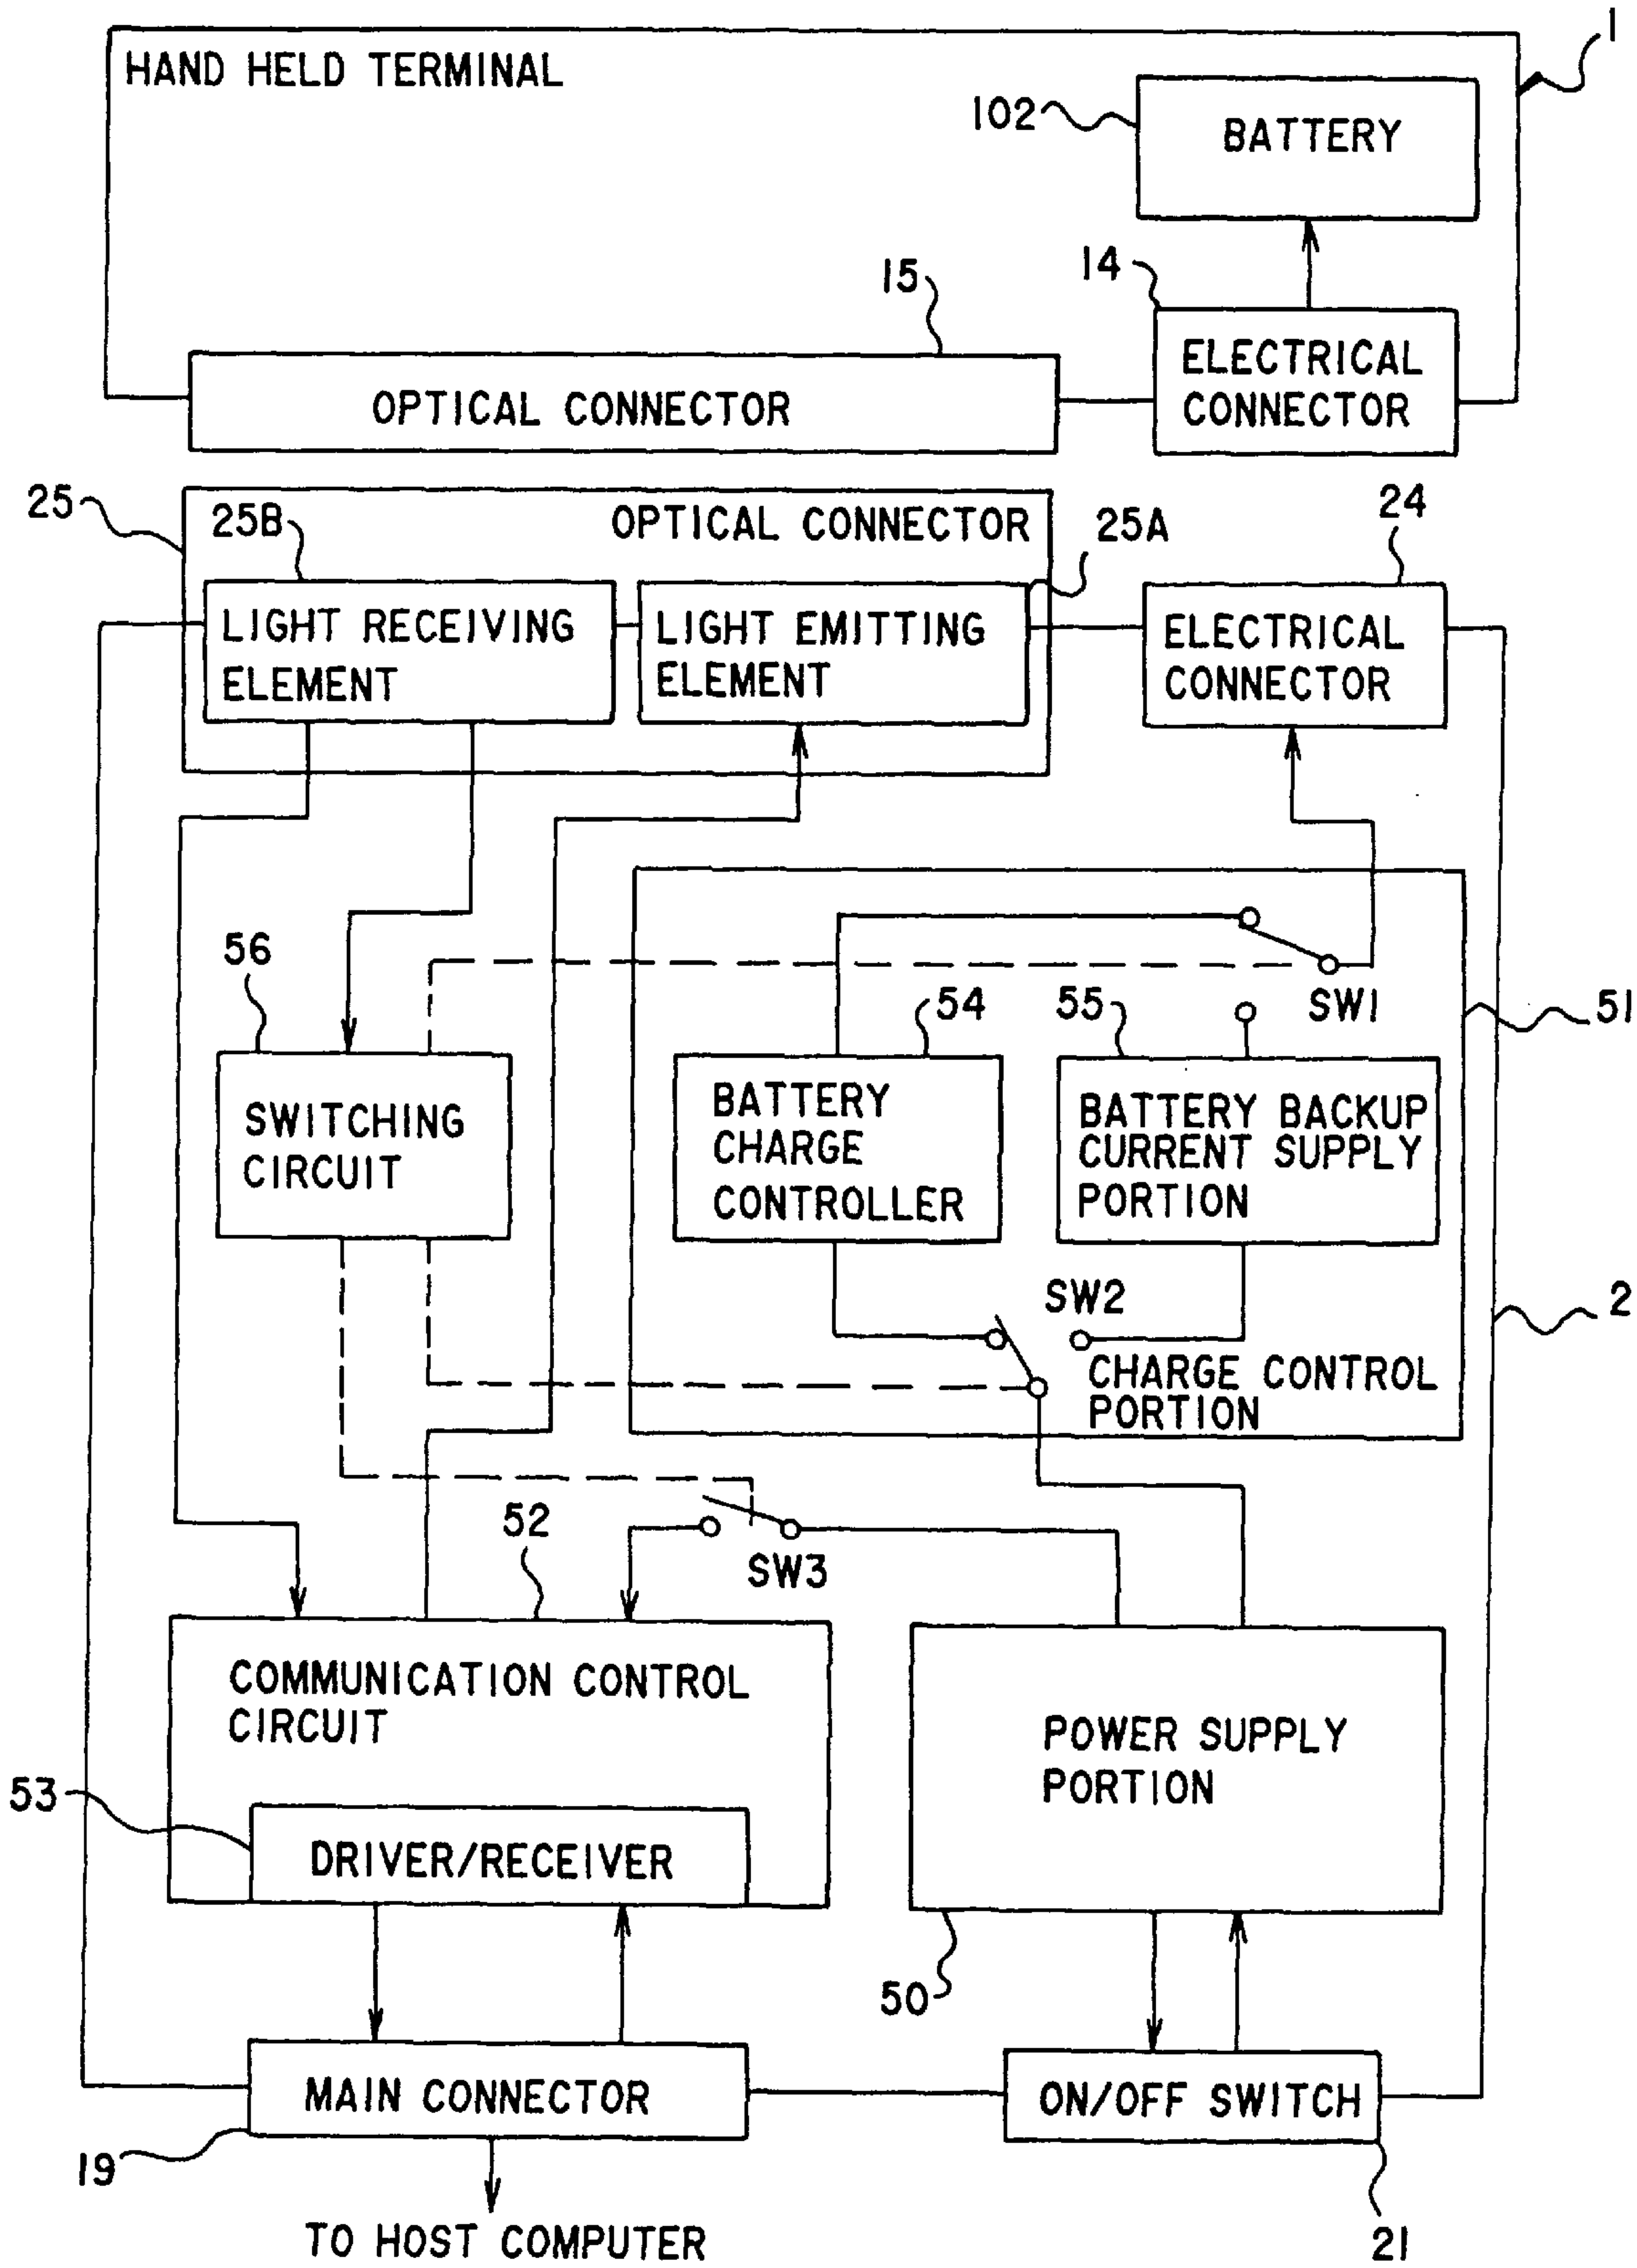 1
HAND HELD TERMINAL
102
BATTERY
15
14
ELECTRICAL
CONNECTOR
OPTICAL CONNECTOR
25
25B
OPTICAL CONNECTOR
25A
24
LIGHT RECEIVING
ELEMENT
LIGHT EMITTING
ELEMENT
ELECTRICAL
CONNECTOR
56
54
55
SW1
51
SWITCHING
CIRCUIT
BATTERY
CHARGE
CONTROLLER
BATTERY BACKUP
CURRENT SUPPLY
PORTION
SW2
2
CHARGE CONTROL
PORTION
52
SW3
COMMUNICATION CONTROL
CIRCUIT
POWER SUPPLY
PORTION
53
DRIVER/RECEIVER
50
MAIN CONNECTOR
ON/OFF SWITCH
19
21
TO HOST COMPUTER